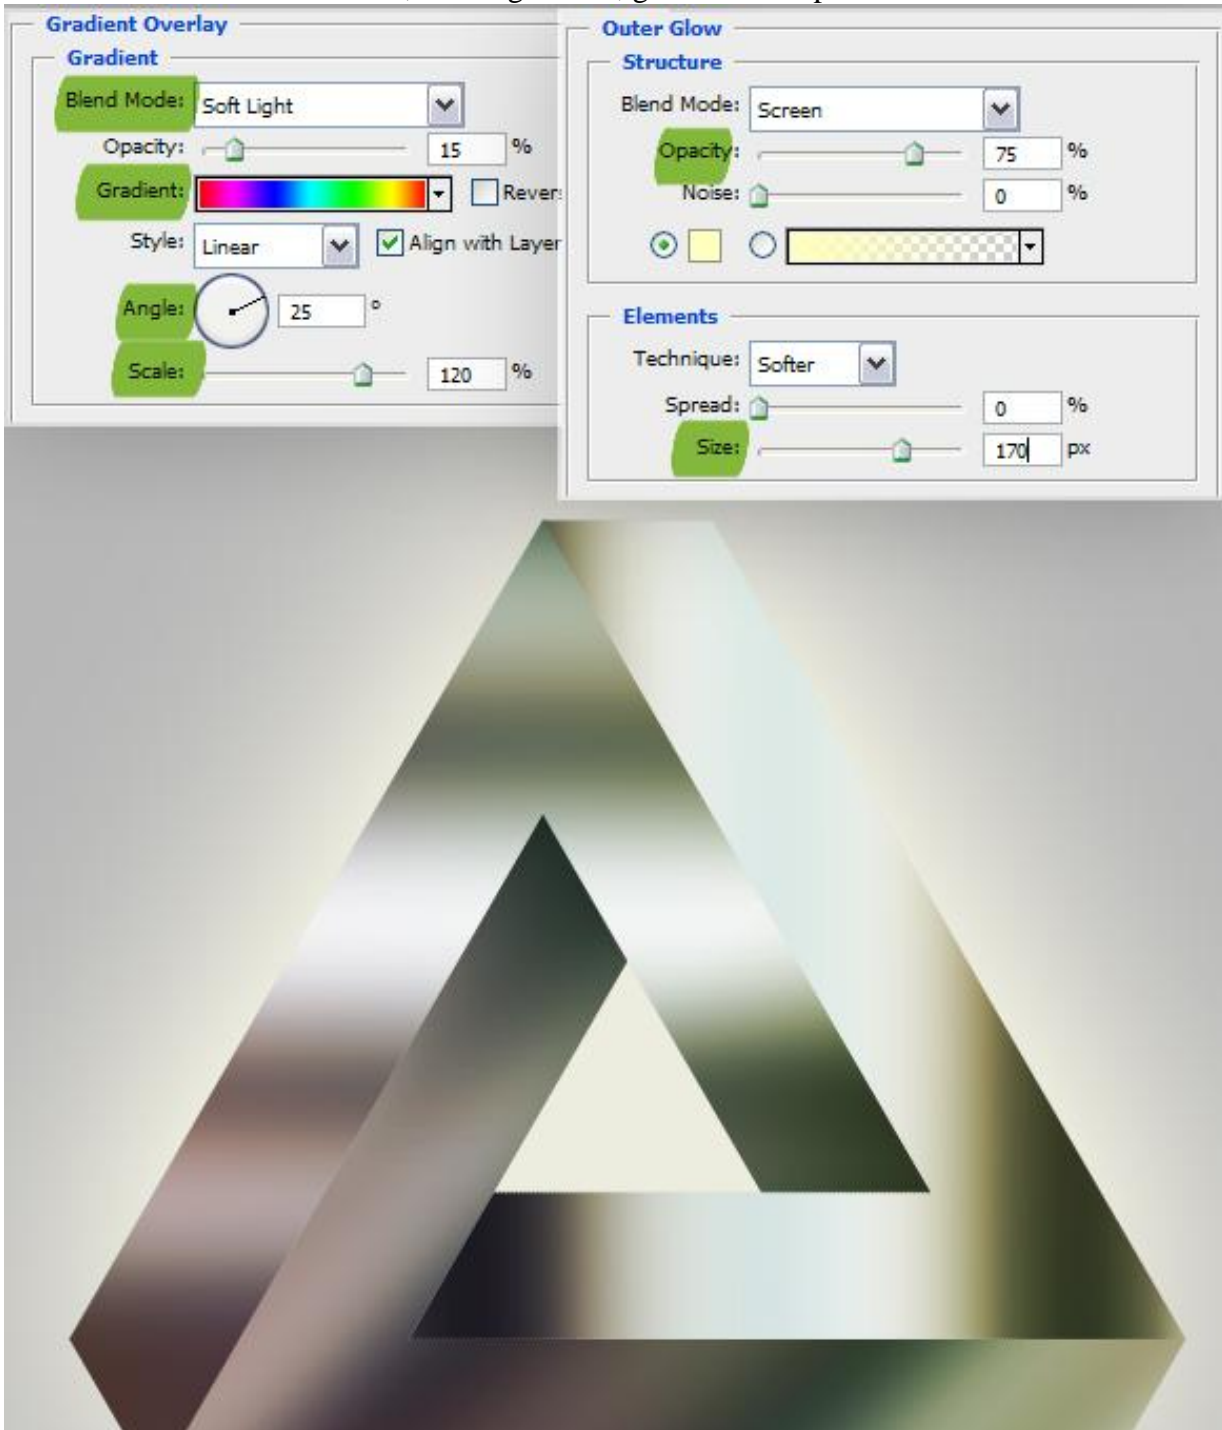 Gradient Overlay
Gradient
Blend Mode: Soft Light
Opacity: 15 %
Gradient:
Style: Linear Align with Layer
Angle: 25 °
Scale: 120 %
Outer Glow
Structure
Blend Mode: Screen
Opacity: 75 %
Noise: 0 %
Elements
Technique: Softer
Spread: 0 %
Size: 170 px